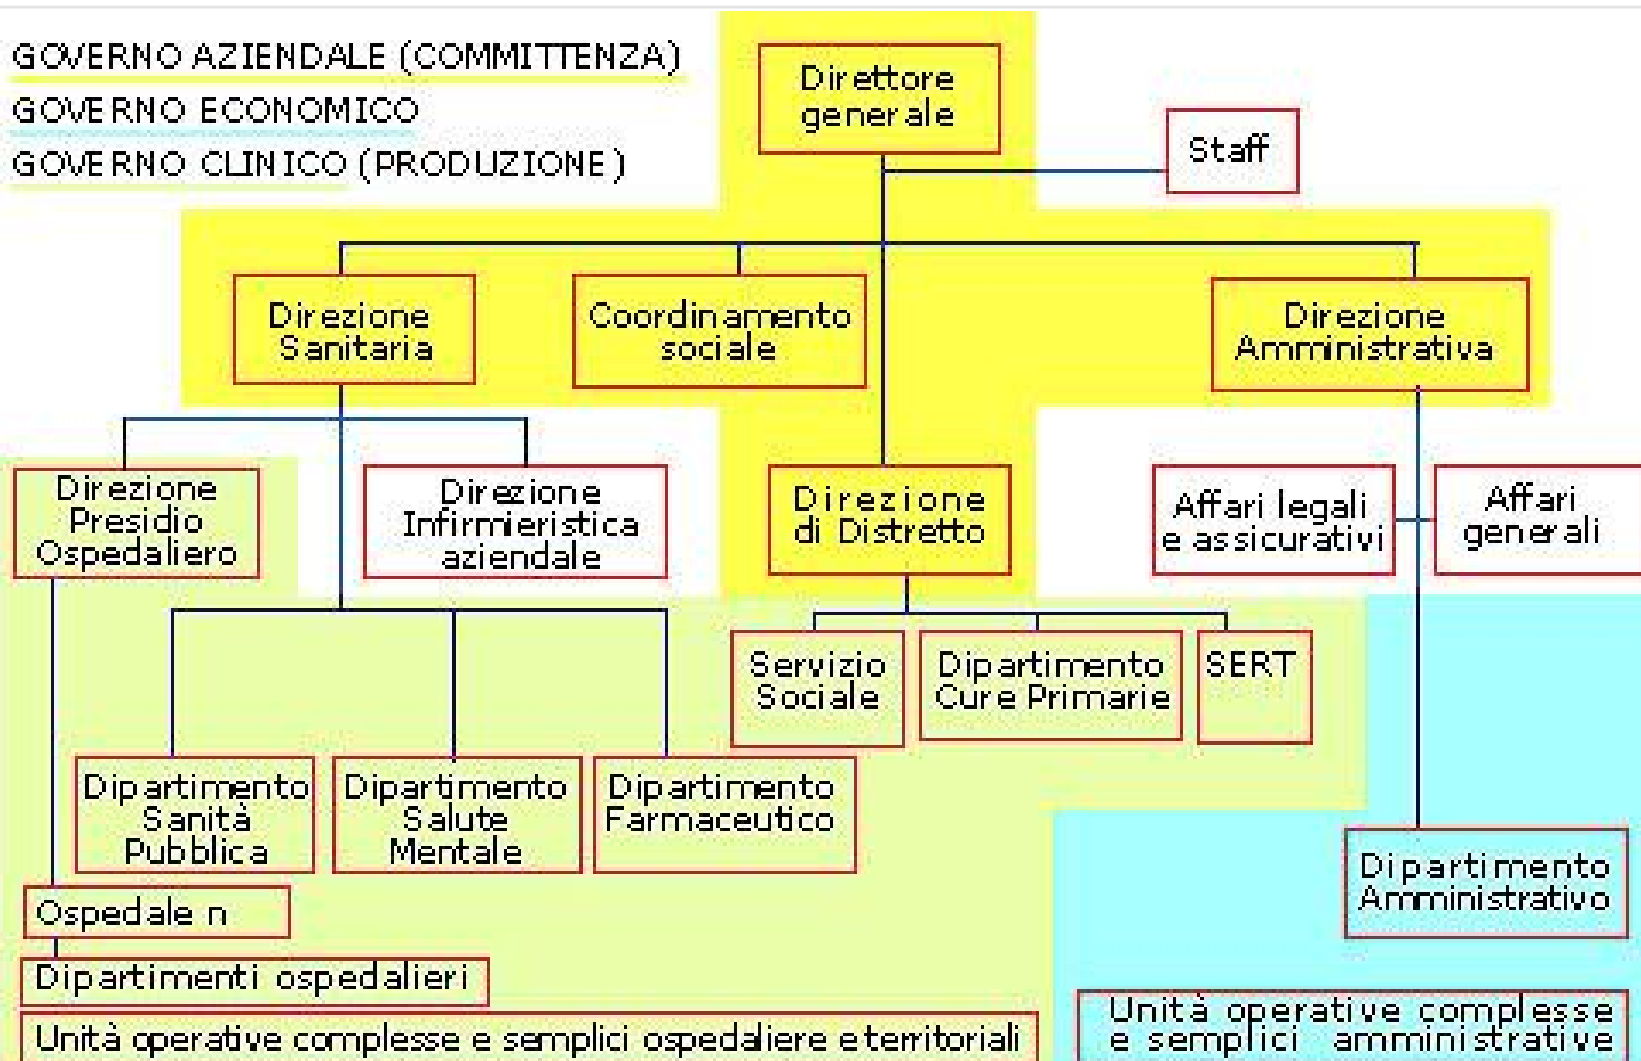 GOVERNO AZIENDALE (COMMITTENZA)
GOVERNO ECONOMICO
GOVERNO CLINICO (PRODUZIONE)
Direttore
generale
Staff
Direzione
Sanitaria
Coordinamento
sociale
Direzione
Amministrativa
Direzione
Presidio
Ospedaliero
Direzione
Infirmieristica
aziendale
Direzione
di Distretto
Affari legali
e assicurativi
Affari
generali
Servizio
Sociale
Dipartimento
Cure Primarie
SERT
Dipartimento
Sanità
Pubblica
Dipartimento
Salute
Mentale
Dipartimento
Farmaceutico
Dipartimento
Amministrativo
Ospedale n
Dipartimenti ospedalieri
Unità operative complesse e semplici ospedaliere e territoriali
Unità operative complesse
e semplici amministrative